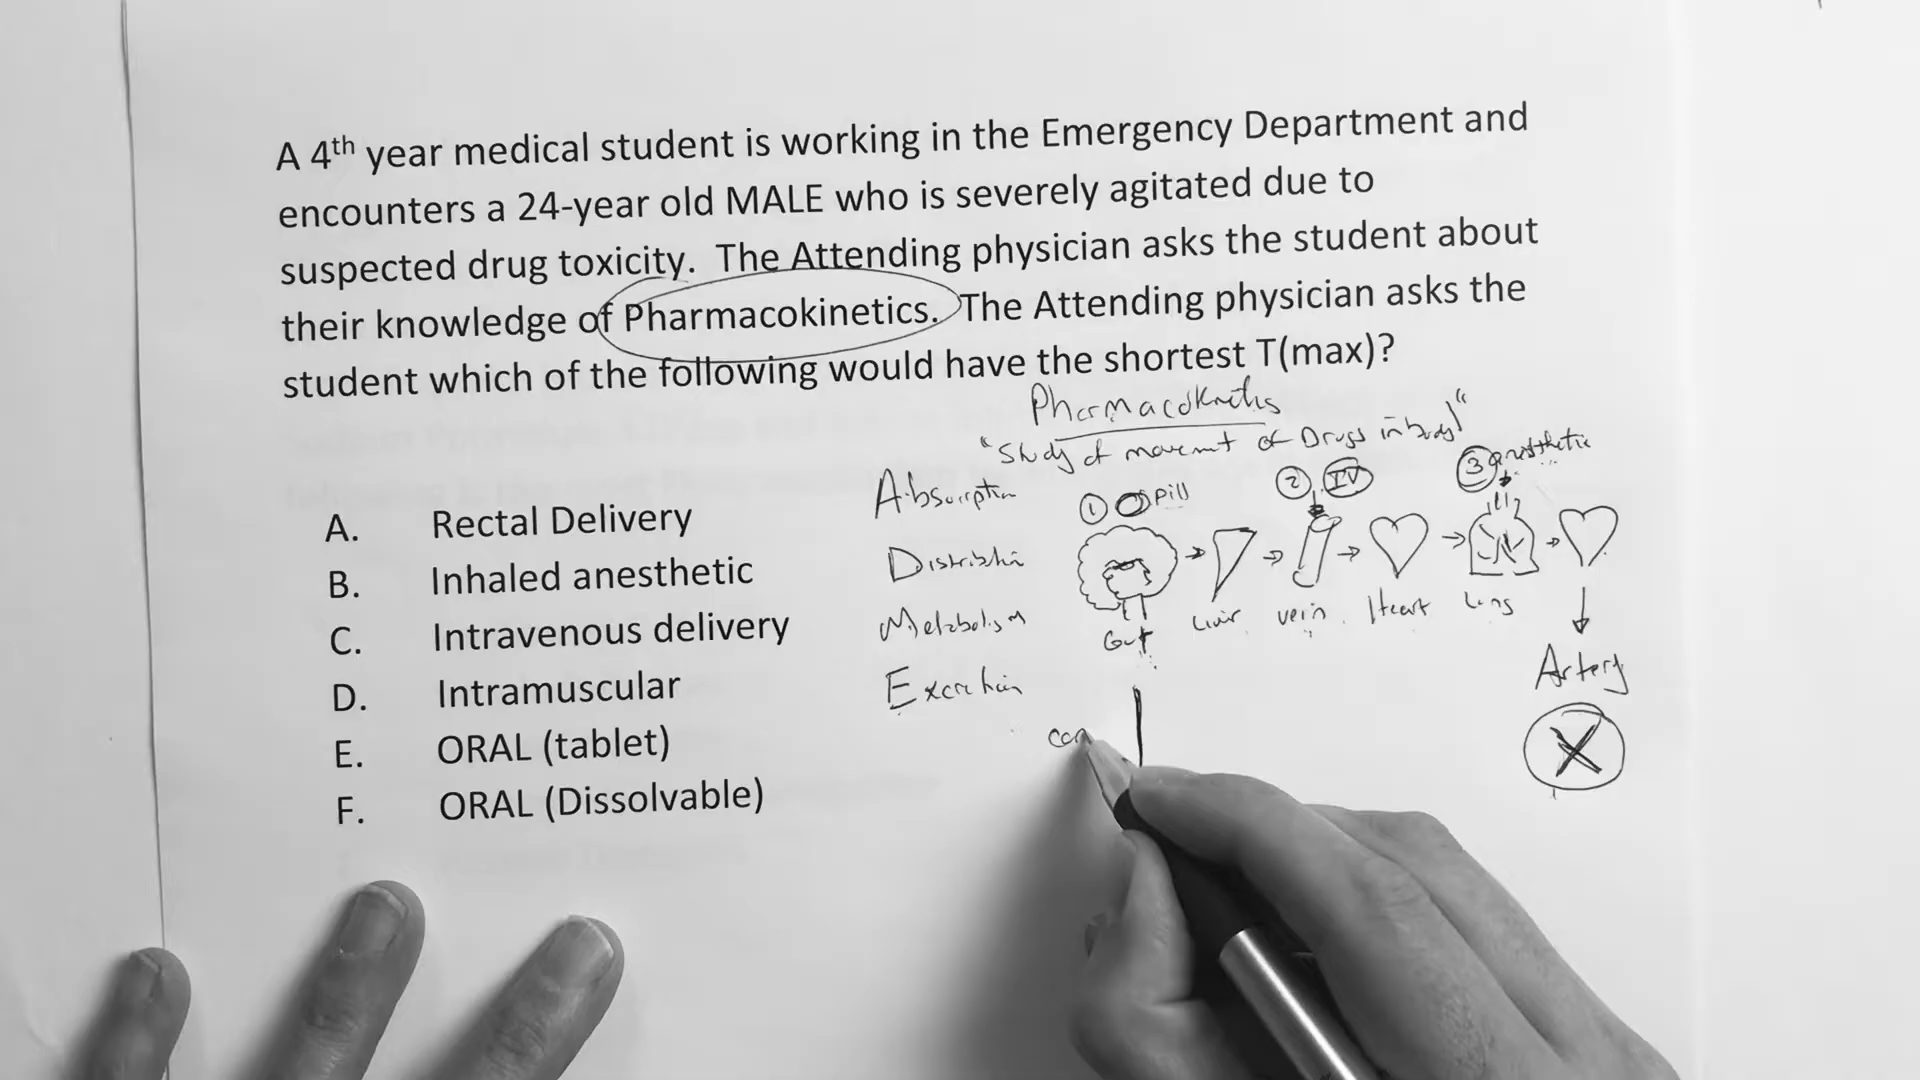 A 4th year medical student is working in the Emergency Department and
encounters a 24-year old MALE who is severely agitated due to
suspected drug toxicity. The Attending physician asks the student about
their knowledge of Pharmacokinetics. The Attending physician asks the
student which of the following would have the shortest T(max)?
A. Rectal Delivery
B. Inhaled anesthetic
C. Intravenous delivery
D. Intramuscular
E. ORAL (tablet)
F. ORAL (Dissolvable)
Pharmacokinetics
"Study of movement of Drugs in body"
Absorption
Distribution
Metabolism
Excretion
① pill
② IV
③ anesthetic
Gut
Liver
vein
Heart
Lung
Artery
X
con